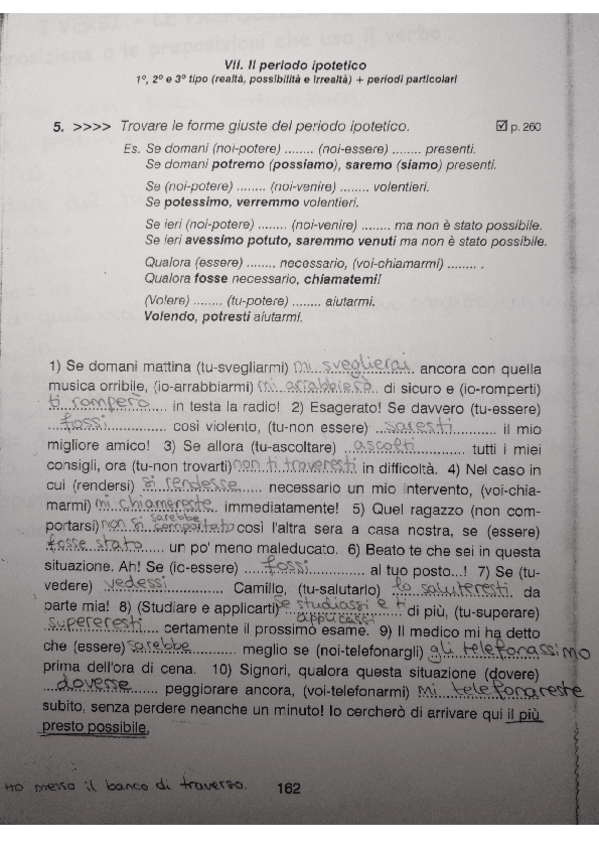 VII. Il periodo ipotetico
1º, 2º e 3º tipo (realtà, possibilità e irrealtà) + periodi particolari
5. >>>> Trovare le forme giuste del periodo ipotetico. ☑ p. 260
Es. Se domani (noi-potere) ........ (noi-essere) ........ presenti.
Se domani potremo (possiamo), saremo (siamo) presenti.
Se (noi-potere) ........ (noi-venire) ........ volentieri.
Se potessimo, verremmo volentieri.
Se ieri (noi-potere) ........ (noi-venire) ........ ma non è stato possibile.
Se ieri avessimo potuto, saremmo venuti ma non è stato possibile.
Qualora (essere) ........ necessario, (voi-chiamarmi) ........ .
Qualora fosse necessario, chiamatemi!
(Volere) ........ (tu-potere) ........ aiutarmi.
Volendo, potresti aiutarmi.
1) Se domani mattina (tu-svegliarmi) mi sveglierai ancora con quella
musica orribile, (io-arrabbiarmi) mi arrabbierò di sicuro e (io-romperti)
ti romperò in testa la radio! 2) Esagerato! Se davvero (tu-essere)
fossi così violento, (tu-non essere) saresti il mio
migliore amico! 3) Se allora (tu-ascoltare) ascolti tutti i miei
consigli, ora (tu-non trovarti) non ti troveresti in difficoltà. 4) Nel caso in
cui (rendersi) si rendesse necessario un mio intervento, (voi-chia-
marmi) mi chiamereste immediatamente! 5) Quel ragazzo (non com-
portarsi) non si sarebbe comportato così l'altra sera a casa nostra, se (essere)
fosse stato un po' meno maleducato. 6) Beato te che sei in questa
situazione. Ah! Se (io-essere) fossi al tuo posto...! 7) Se (tu-
vedere) vedessi Camillo, (tu-salutarlo) lo saluteresti da
parte mia! 8) (Studiare e applicarti) se studiassi e ti applicassi di più, (tu-superare)
supereresti certamente il prossimo esame. 9) Il medico mi ha detto
che (essere) sarebbe meglio se (noi-telefonargli) gli telefonassimo
prima dell'ora di cena. 10) Signori, qualora questa situazione (dovere)
dovesse peggiorare ancora, (voi-telefonarmi) mi telefonereste
subito, senza perdere neanche un minuto! Io cercherò di arrivare qui il più
presto possibile.
Ho messo il banco di traverso.
162